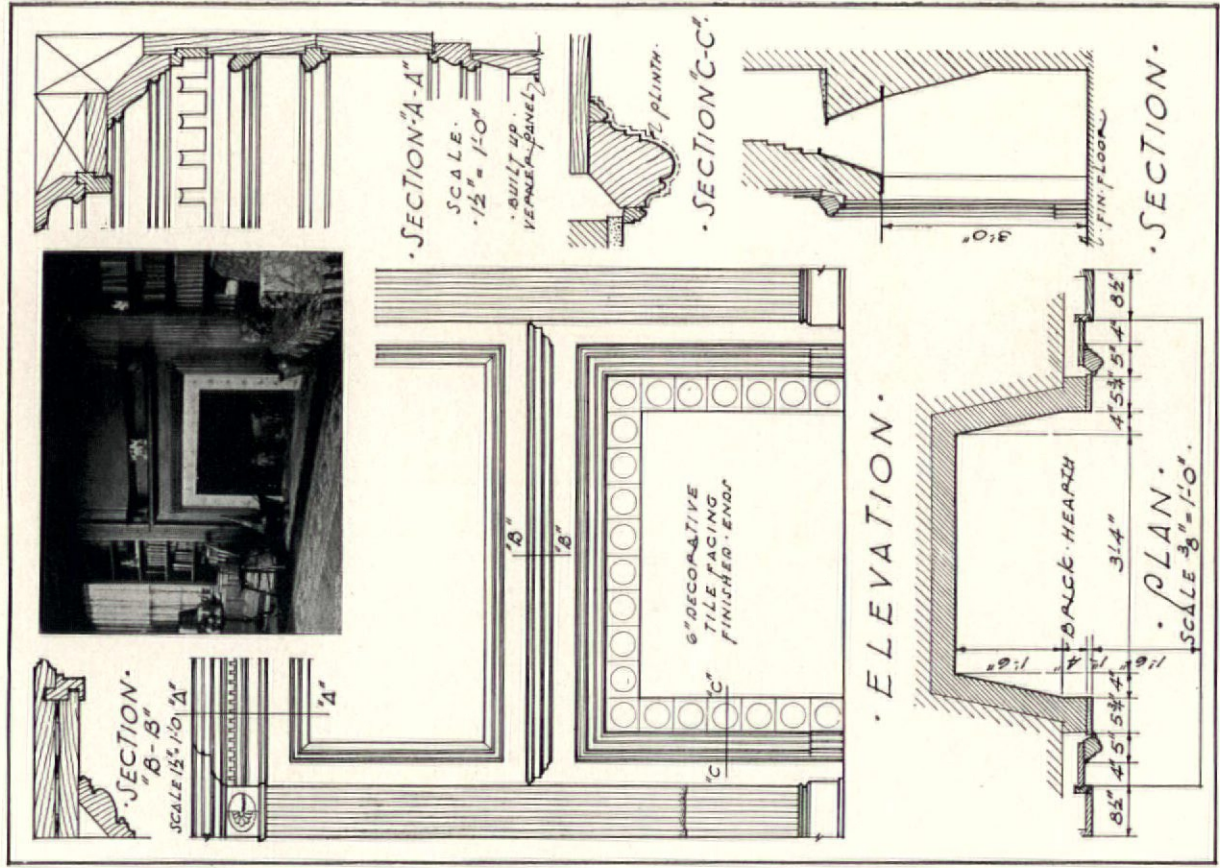 ·SECTION·
"B-B"
SCALE 1½"=1'-0"
"A"
"A"
"B"
"B"
"C"
"C"
6" DECORATIVE
TILE FACING
FINISHED·ENDS
·ELEVATION·
·SECTION·"A-A"
SCALE·
·1½"=1'-0"
·BUILT UP·
VENEER·PANEL
PLINTH·
·SECTION "C-C"·
3'-0"
FIN. FLOOR
·SECTION·
8½"
4"
5"
5¾"
4"
3'-4"
4"
5¾"
5"
4"
8½"
1'-6"
4"
1"
1'-6"
BRICK·HEARTH
·PLAN·
SCALE ⅜"=1'-0"·